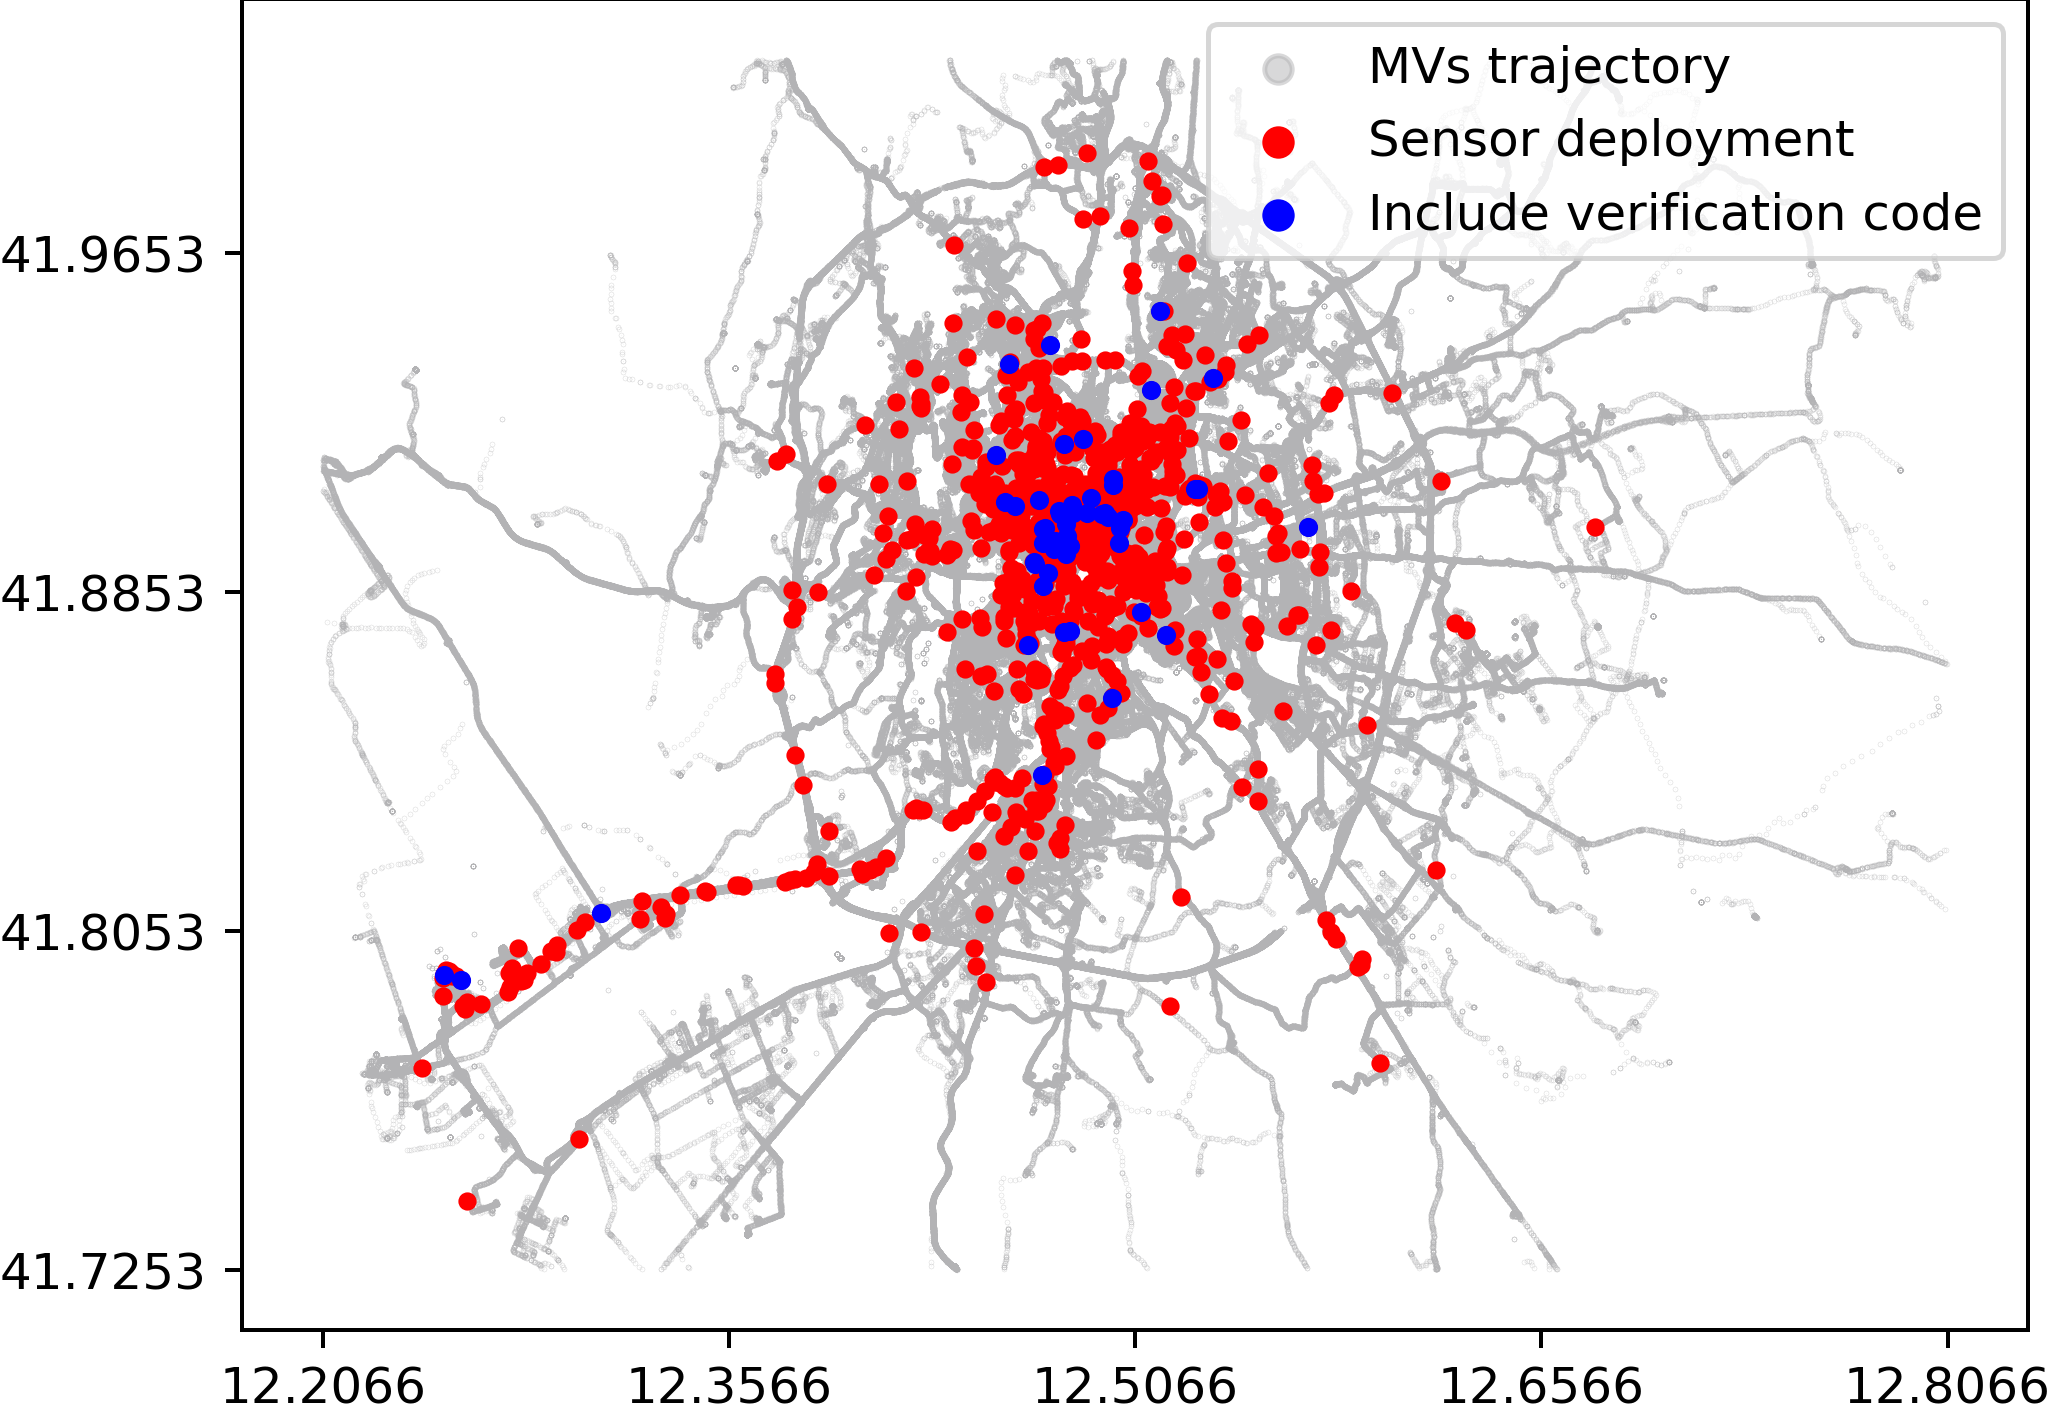 MVs trajectory
Sensor deployment
Include verification code
41.9653
41.8853
41.8053
41.7253
12.2066 12.3566 12.5066 12.6566 12.8066